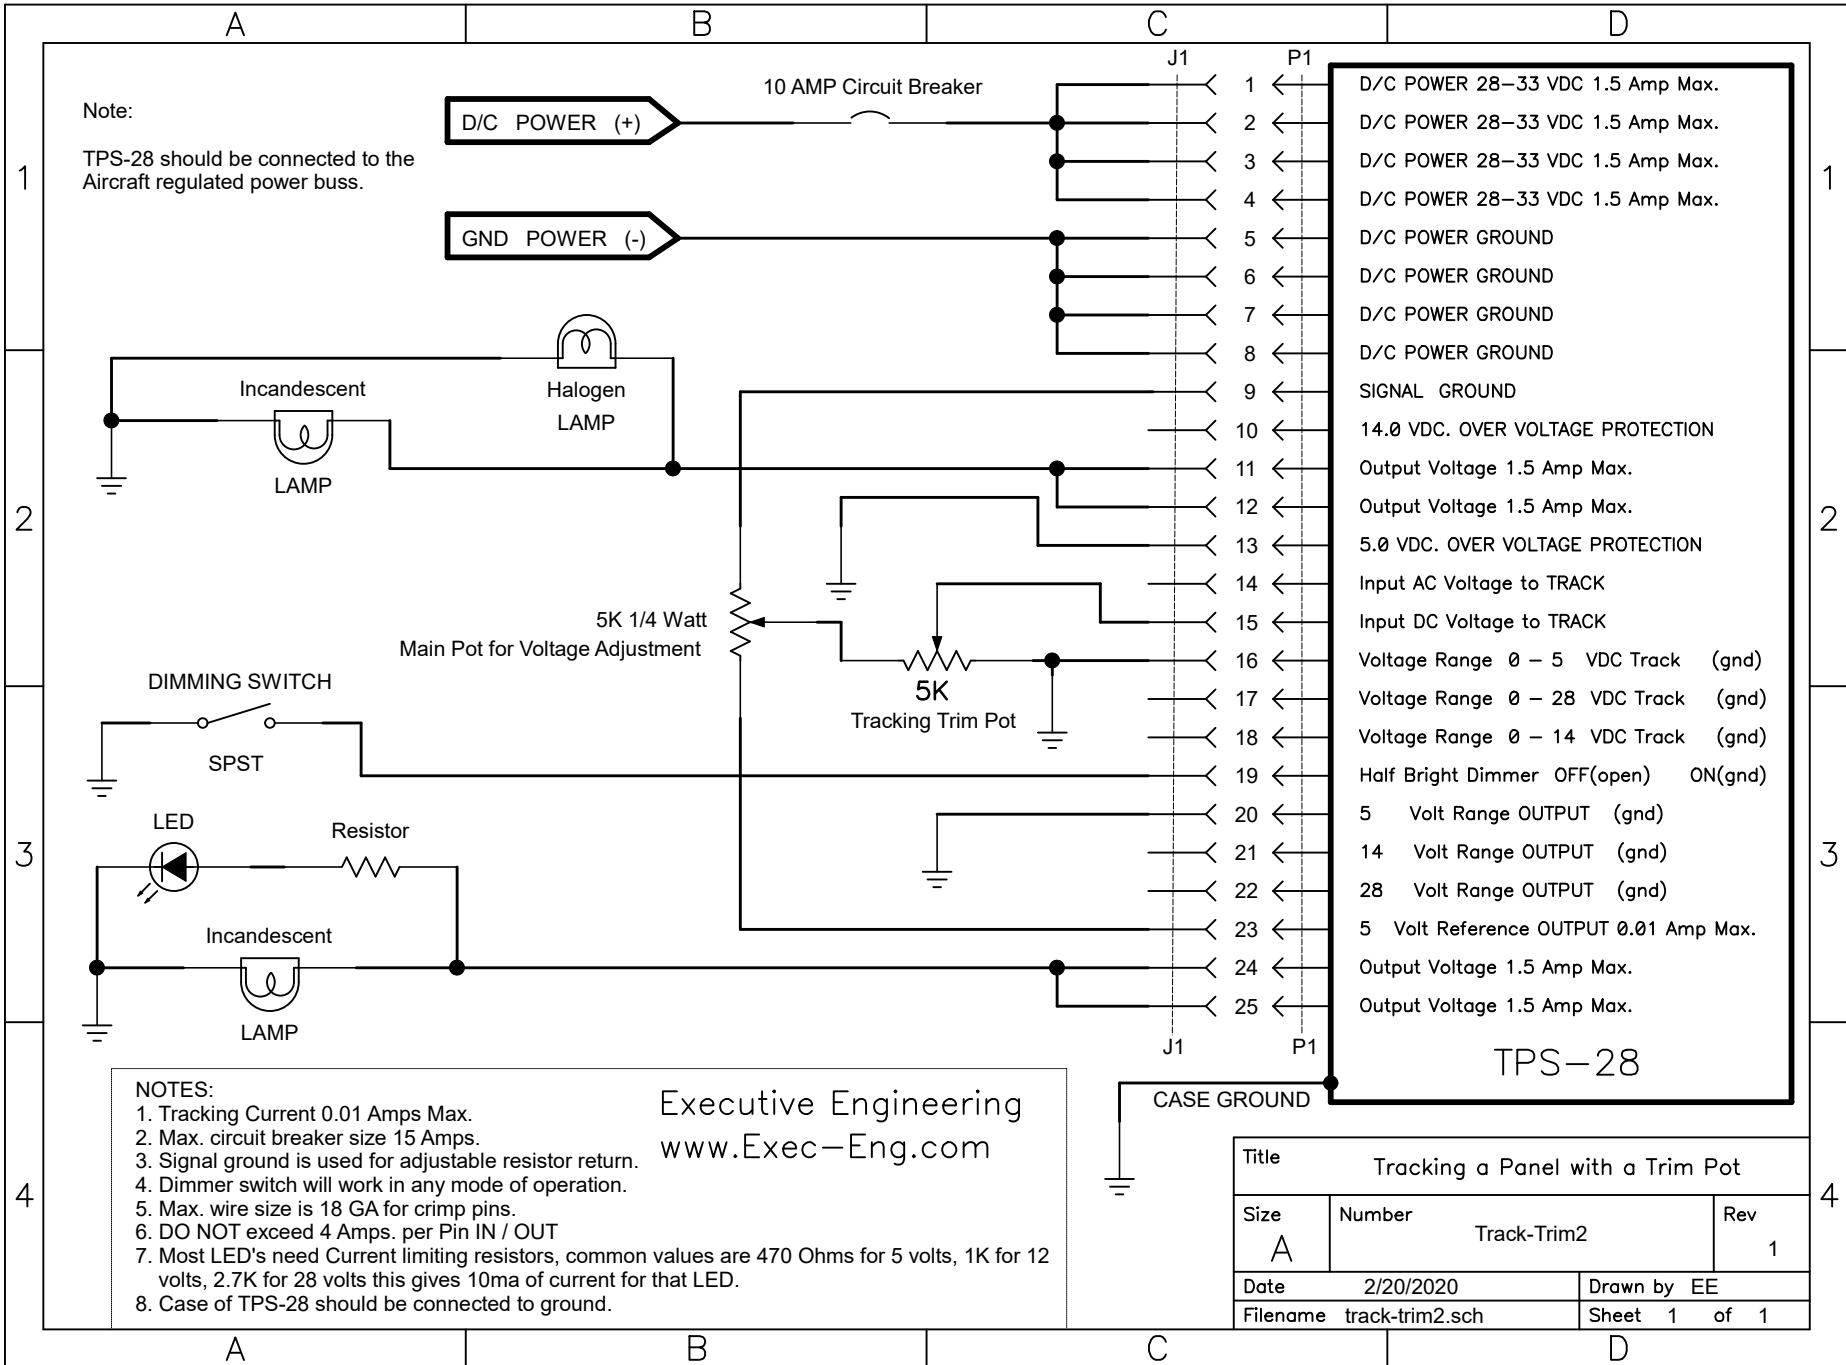 A B C D
J1 P1
10 AMP Circuit Breaker
Note:
TPS-28 should be connected to the
Aircraft regulated power buss.
D/C POWER (+)
GND POWER (-)
1 D/C POWER 28-33 VDC 1.5 Amp Max.
2 D/C POWER 28-33 VDC 1.5 Amp Max.
3 D/C POWER 28-33 VDC 1.5 Amp Max.
4 D/C POWER 28-33 VDC 1.5 Amp Max.
5 D/C POWER GROUND
6 D/C POWER GROUND
7 D/C POWER GROUND
8 D/C POWER GROUND
9 SIGNAL GROUND
10 14.0 VDC. OVER VOLTAGE PROTECTION
11 Output Voltage 1.5 Amp Max.
12 Output Voltage 1.5 Amp Max.
13 5.0 VDC. OVER VOLTAGE PROTECTION
14 Input AC Voltage to TRACK
15 Input DC Voltage to TRACK
16 Voltage Range 0 - 5 VDC Track (gnd)
17 Voltage Range 0 - 28 VDC Track (gnd)
18 Voltage Range 0 - 14 VDC Track (gnd)
19 Half Bright Dimmer OFF(open) ON(gnd)
20 5 Volt Range OUTPUT (gnd)
21 14 Volt Range OUTPUT (gnd)
22 28 Volt Range OUTPUT (gnd)
23 5 Volt Reference OUTPUT 0.01 Amp Max.
24 Output Voltage 1.5 Amp Max.
25 Output Voltage 1.5 Amp Max.
J1 P1
TPS-28
CASE GROUND
Incandescent
LAMP
Halogen
LAMP
5K 1/4 Watt
Main Pot for Voltage Adjustment
5K
Tracking Trim Pot
DIMMING SWITCH
SPST
LED
Resistor
Incandescent
LAMP
1 1
2 2
3 3
4 4
NOTES:
1. Tracking Current 0.01 Amps Max.
2. Max. circuit breaker size 15 Amps.
3. Signal ground is used for adjustable resistor return.
4. Dimmer switch will work in any mode of operation.
5. Max. wire size is 18 GA for crimp pins.
6. DO NOT exceed 4 Amps. per Pin IN / OUT
7. Most LED's need Current limiting resistors, common values are 470 Ohms for 5 volts, 1K for 12
volts, 2.7K for 28 volts this gives 10ma of current for that LED.
8. Case of TPS-28 should be connected to ground.
Executive Engineering
www.Exec-Eng.com
Title Tracking a Panel with a Trim Pot
Size Number Rev
A Track-Trim2 1
Date 2/20/2020 Drawn by EE
Filename track-trim2.sch Sheet 1 of 1
A B C D